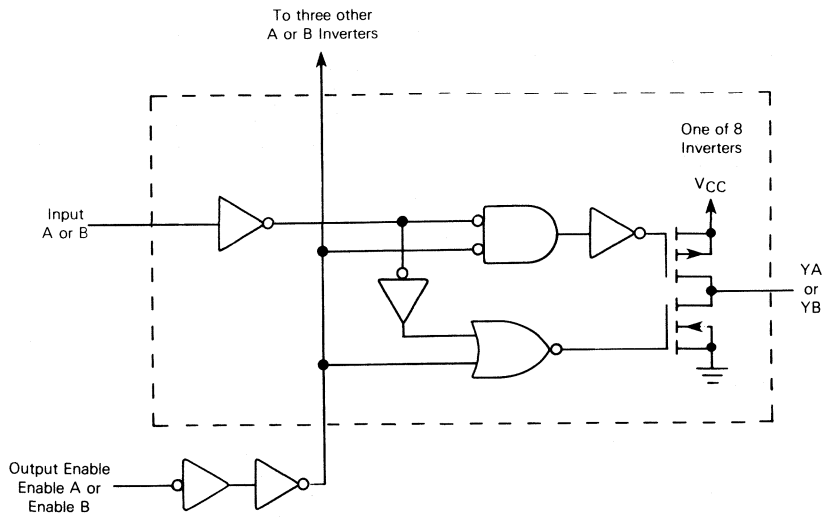 To three other
A or B Inverters
One of 8
Inverters
VCC
Input
A or B
YA
or
YB
Output Enable
Enable A or
Enable B